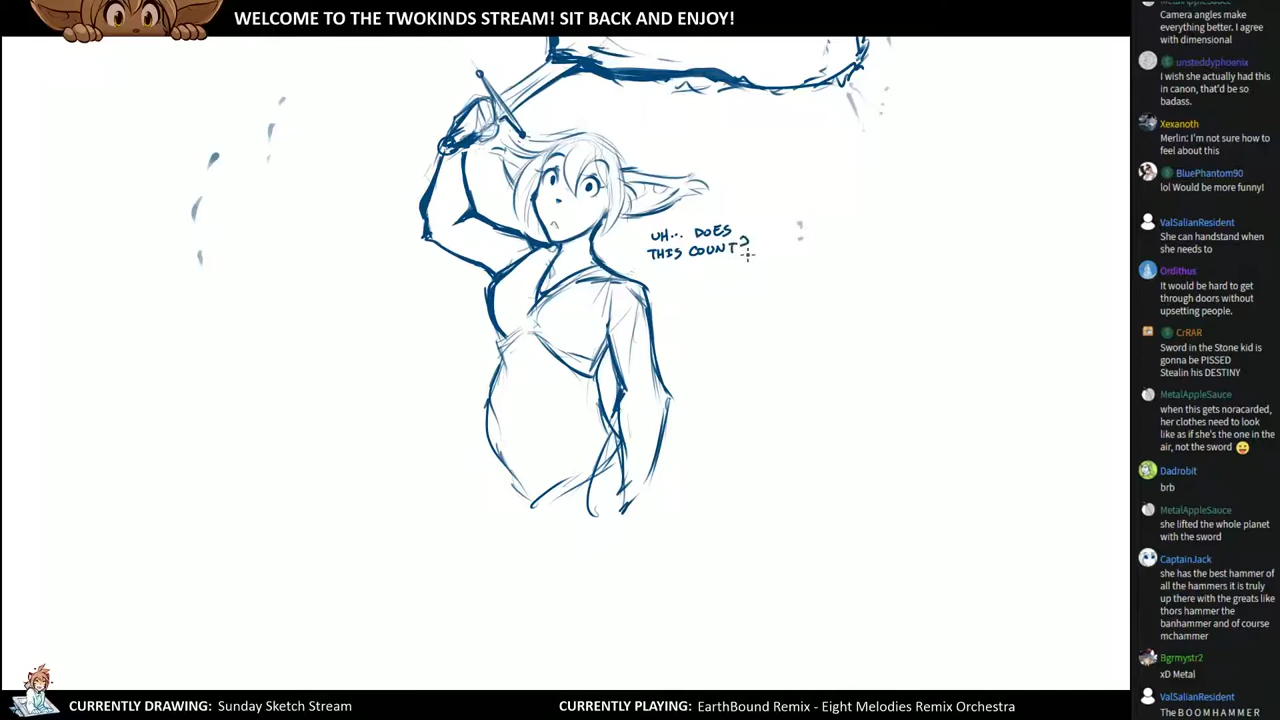 WELCOME TO THE TWOKINDS STREAM! SIT BACK AND ENJOY!
UH... DOES
THIS COUNT?
Camera angles make
everything better. I agree
with dimensional
unsteddyphoenix
I wish she actually had this
in canon, that'd be so
badass.
Xexanoth
Merlin: I'm not sure how to
feel about this
BluePhantom90
lol Would be more funny!
ValSalianResident
She can handstand when
she needs to
Ordithus
It would be hard to get
through doors without
upsetting people.
CrRAR
Sword in the Stone kid is
gonna be PISSED
Stealin his DESTINY
MetalAppleSauce
when this gets noracarded,
her clothes need to look
like as if she's the one in the
air, not the sword 😜
Dadrobit
brb
MetalAppleSauce
she lifted the whole planet
with the sword
CaptainJack
she has the best hammer of
all the hammers it is truly
up there with the greats like
thors hammer the
banhammer and of course
mchammer
Bgrmystr2
xD Metal
ValSalianResident
The B O O M H A M M E R
CURRENTLY DRAWING: Sunday Sketch Stream
CURRENTLY PLAYING: EarthBound Remix - Eight Melodies Remix Orchestra